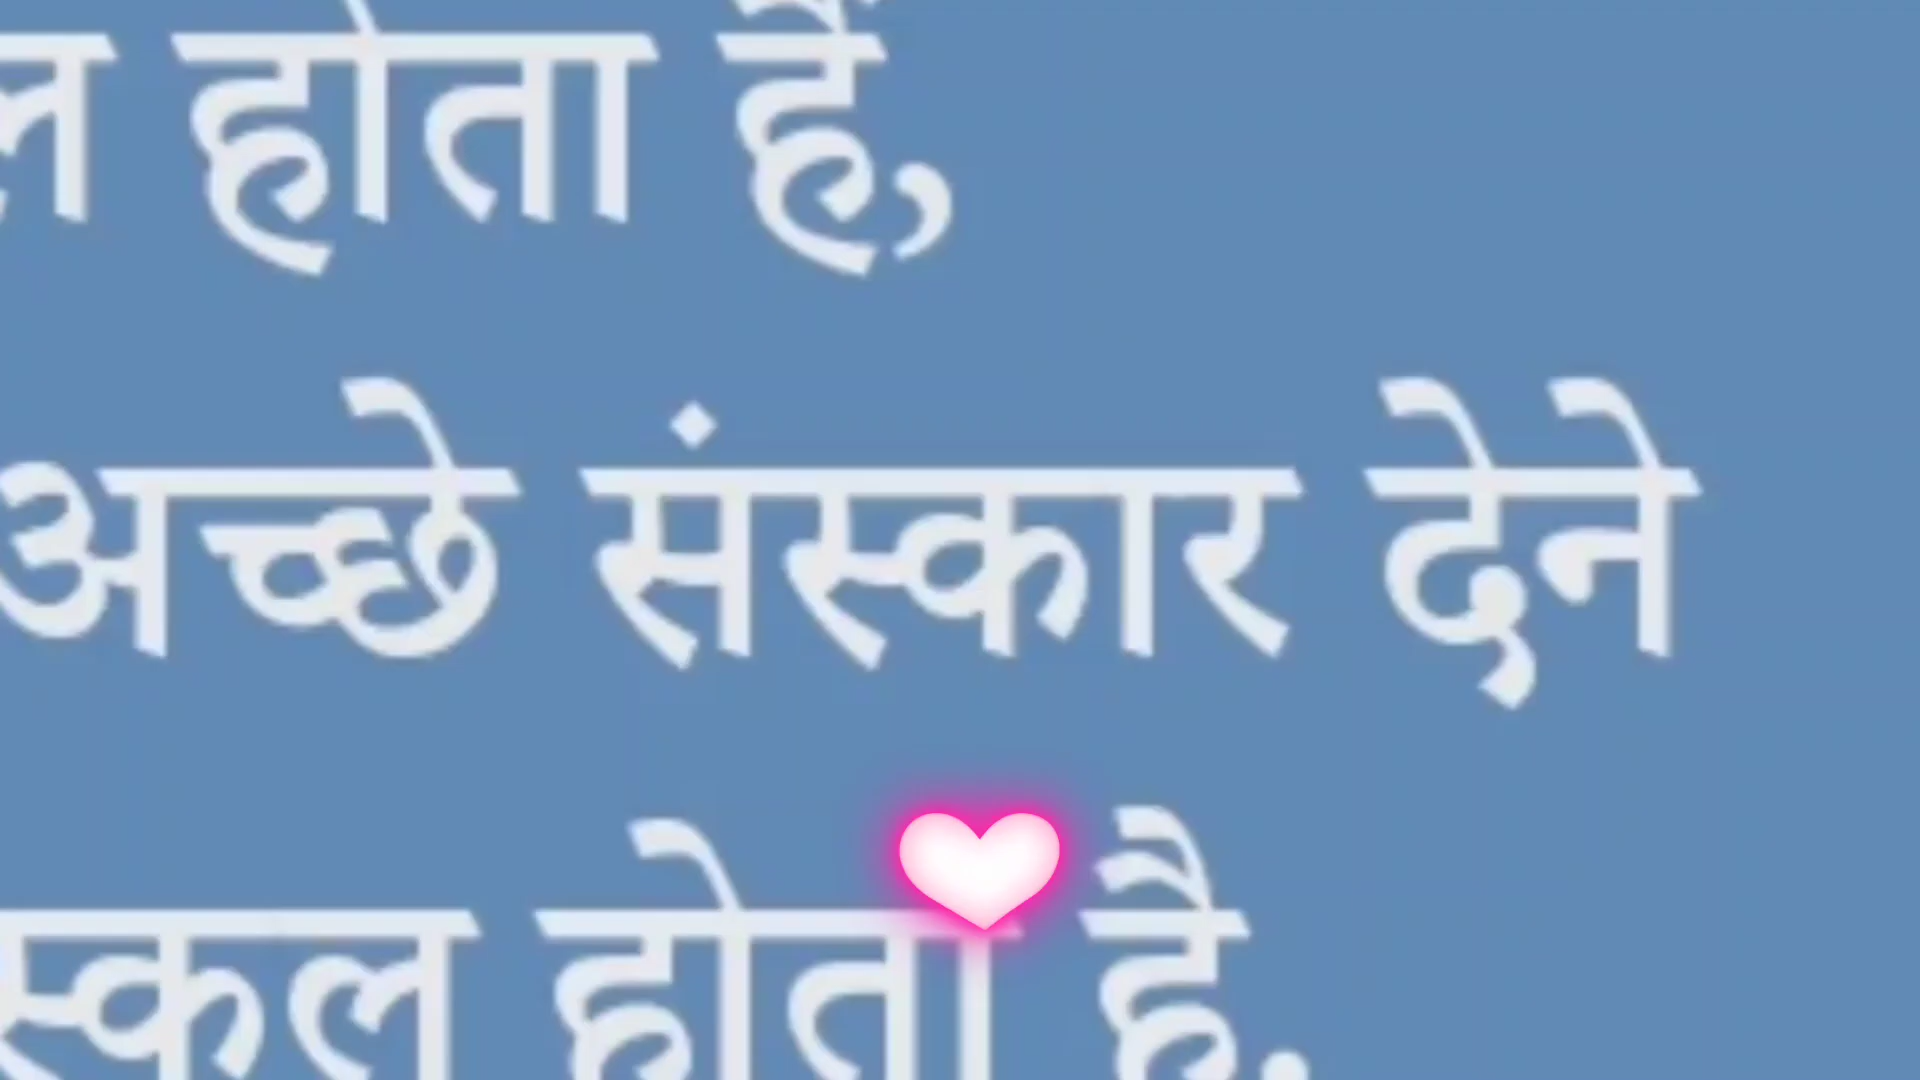 होता हैं,
अच्छे संस्कार देने
होता है,